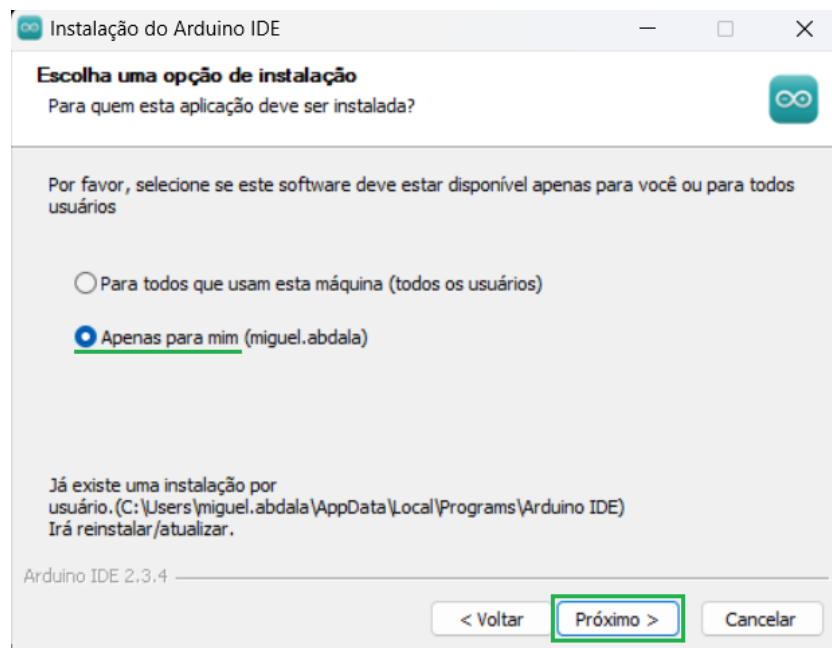 Instalação do Arduino IDE
Escolha uma opção de instalação
Para quem esta aplicação deve ser instalada?
Por favor, selecione se este software deve estar disponível apenas para você ou para todos
usuários
Para todos que usam esta máquina (todos os usuários)
Apenas para mim (miguel.abdala)
Já existe uma instalação por
usuário.(C:\Users\miguel.abdala\AppData\Local\Programs\Arduino IDE)
Irá reinstalar/atualizar.
Arduino IDE 2.3.4
< Voltar Próximo > Cancelar